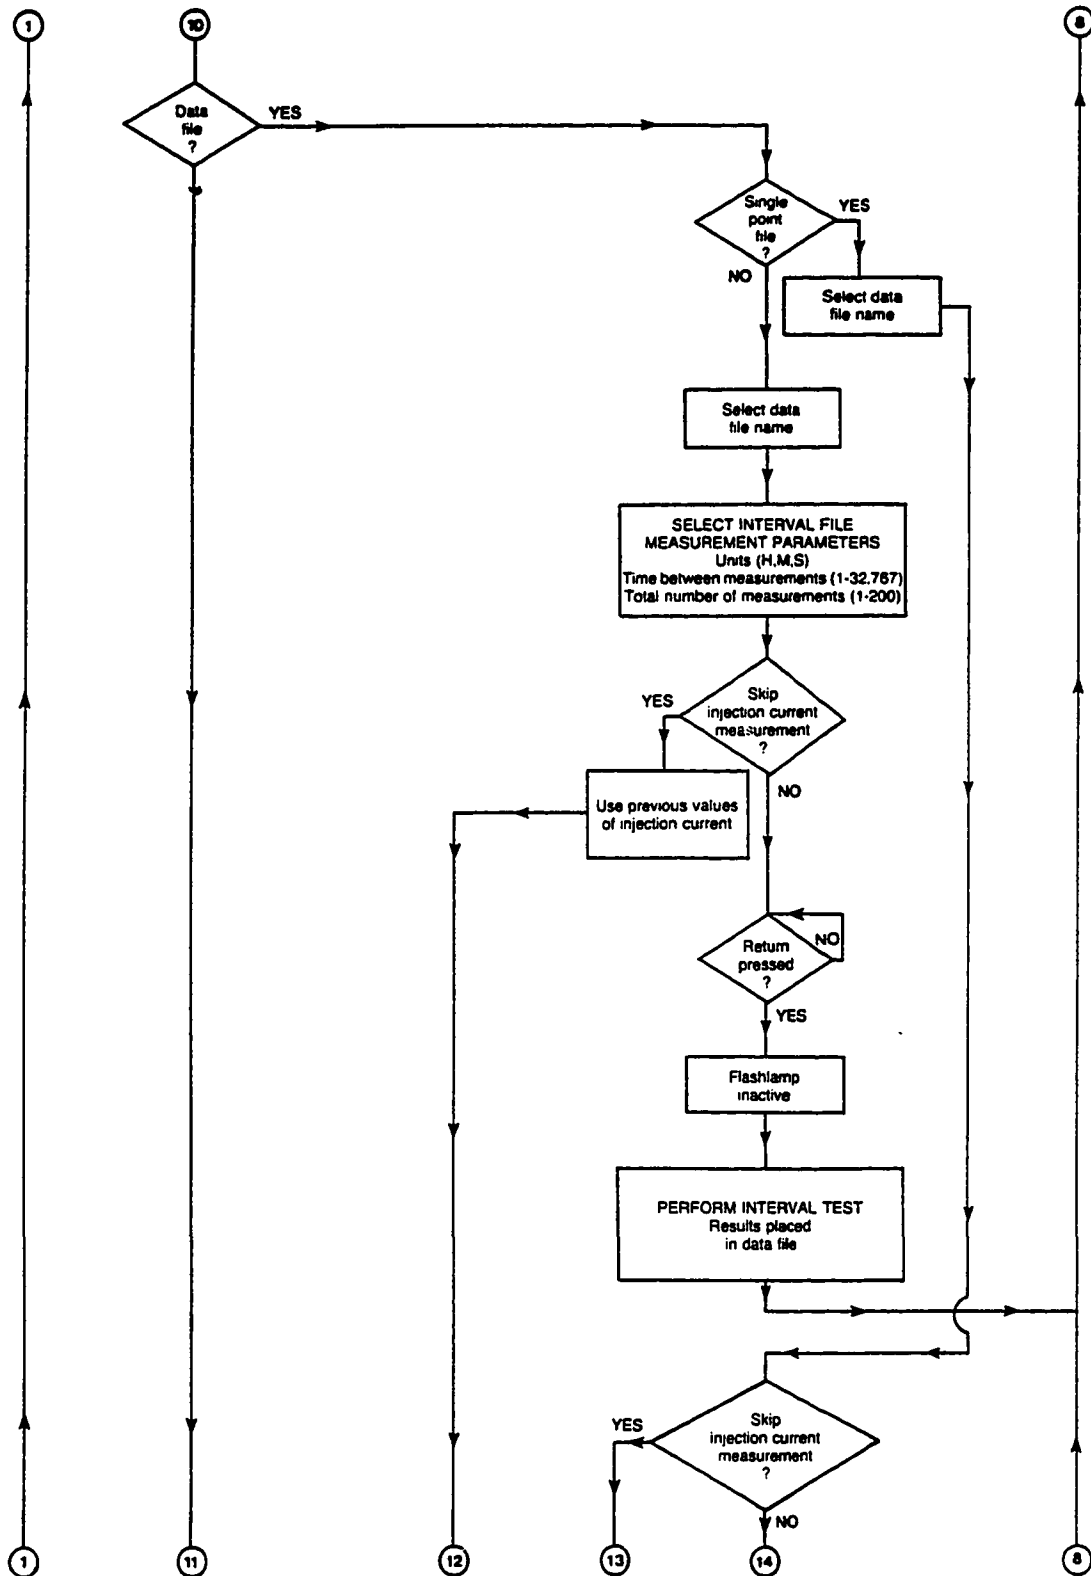 1
10
8
Data
file
?
YES
Single
point
file
?
YES
NO
Select data
file name
Select data
file name
SELECT INTERVAL FILE
MEASUREMENT PARAMETERS
Units (H,M,S)
Time between measurements (1-32,767)
Total number of measurements (1-200)
Skip
injection current
measurement
?
YES
NO
Use previous values
of injection current
Return
pressed
?
NO
YES
Flashlamp
inactive
PERFORM INTERVAL TEST
Results placed
in data file
Skip
injection current
measurement
?
YES
NO
1
11
12
13
14
8